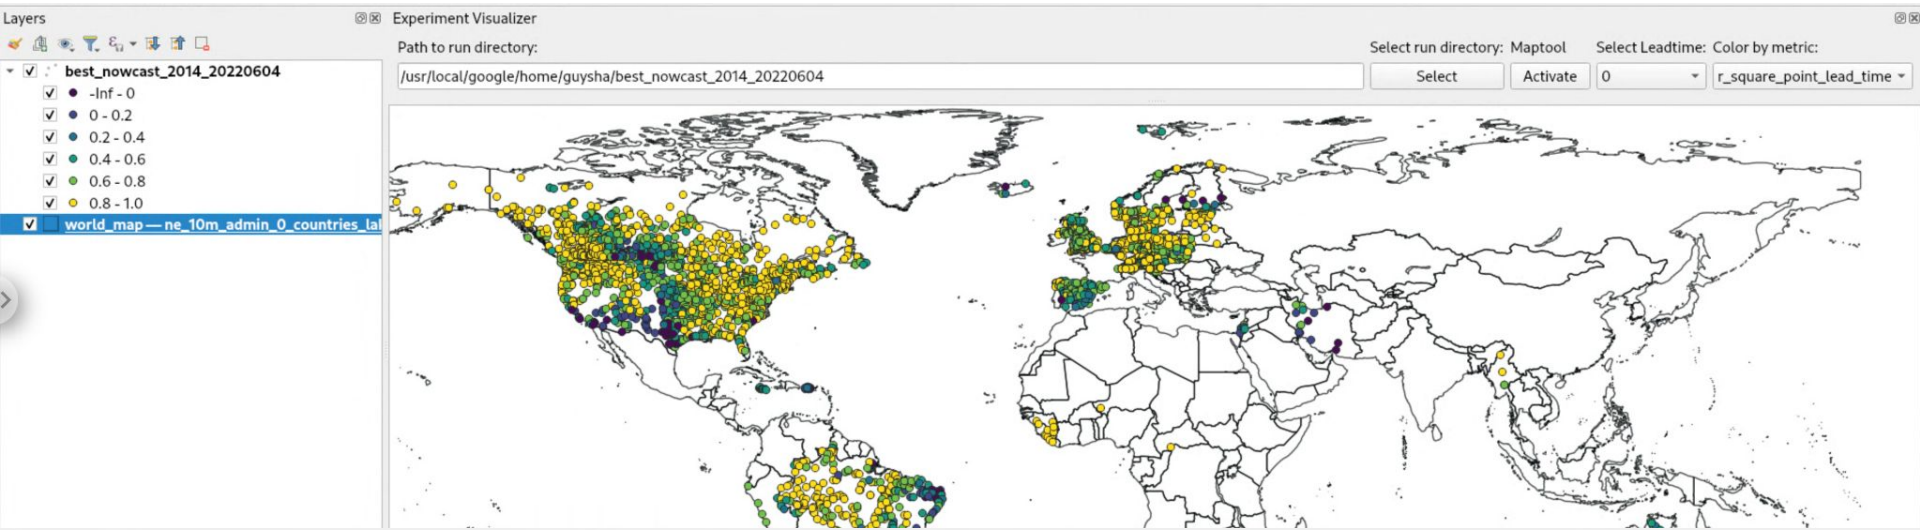 Layers
Experiment Visualizer
Path to run directory:
Select run directory:
Maptool
Select Leadtime:
Color by metric:
/usr/local/google/home/guysha/best_nowcast_2014_20220604
Select
Activate
0
r_square_point_lead_time
best_nowcast_2014_20220604
-Inf - 0
0 - 0.2
0.2 - 0.4
0.4 - 0.6
0.6 - 0.8
0.8 - 1.0
world_map — ne_10m_admin_0_countries_la